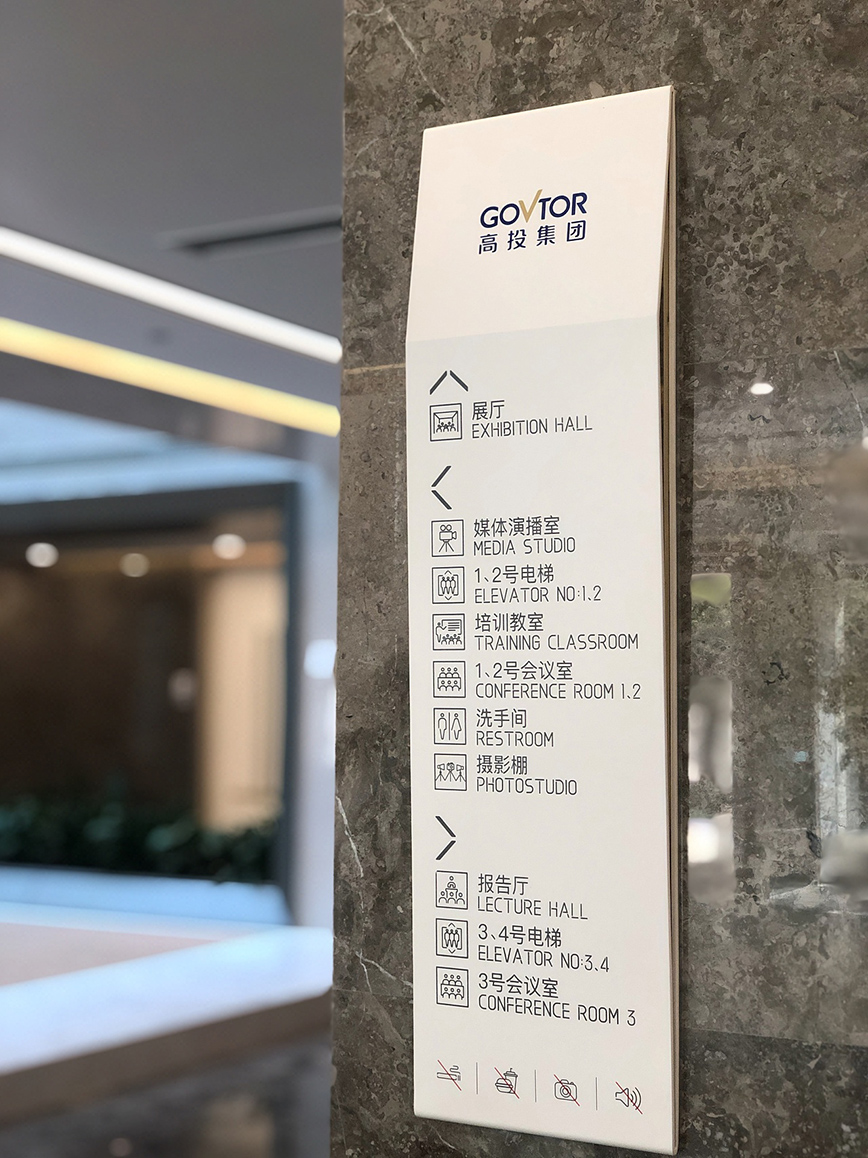 GOVTOR
高投集团
展厅
EXHIBITION HALL
媒体演播室
MEDIA STUDIO
1、2号电梯
ELEVATOR NO:1、2
培训教室
TRAINING CLASSROOM
1、2号会议室
CONFERENCE ROOM 1、2
洗手间
RESTROOM
摄影棚
PHOTOSTUDIO
报告厅
LECTURE HALL
3、4号电梯
ELEVATOR NO:3、4
3号会议室
CONFERENCE ROOM 3